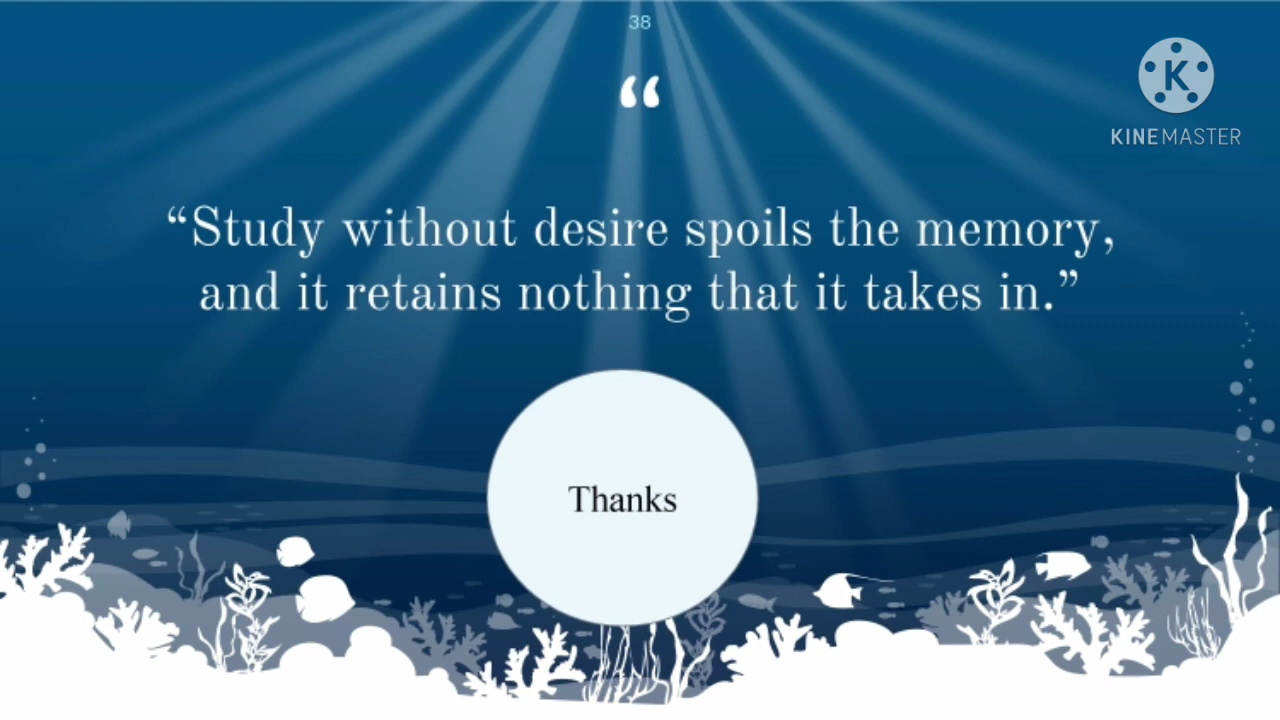 38
“
KINEMASTER
“Study without desire spoils the memory,
and it retains nothing that it takes in.”
Thanks